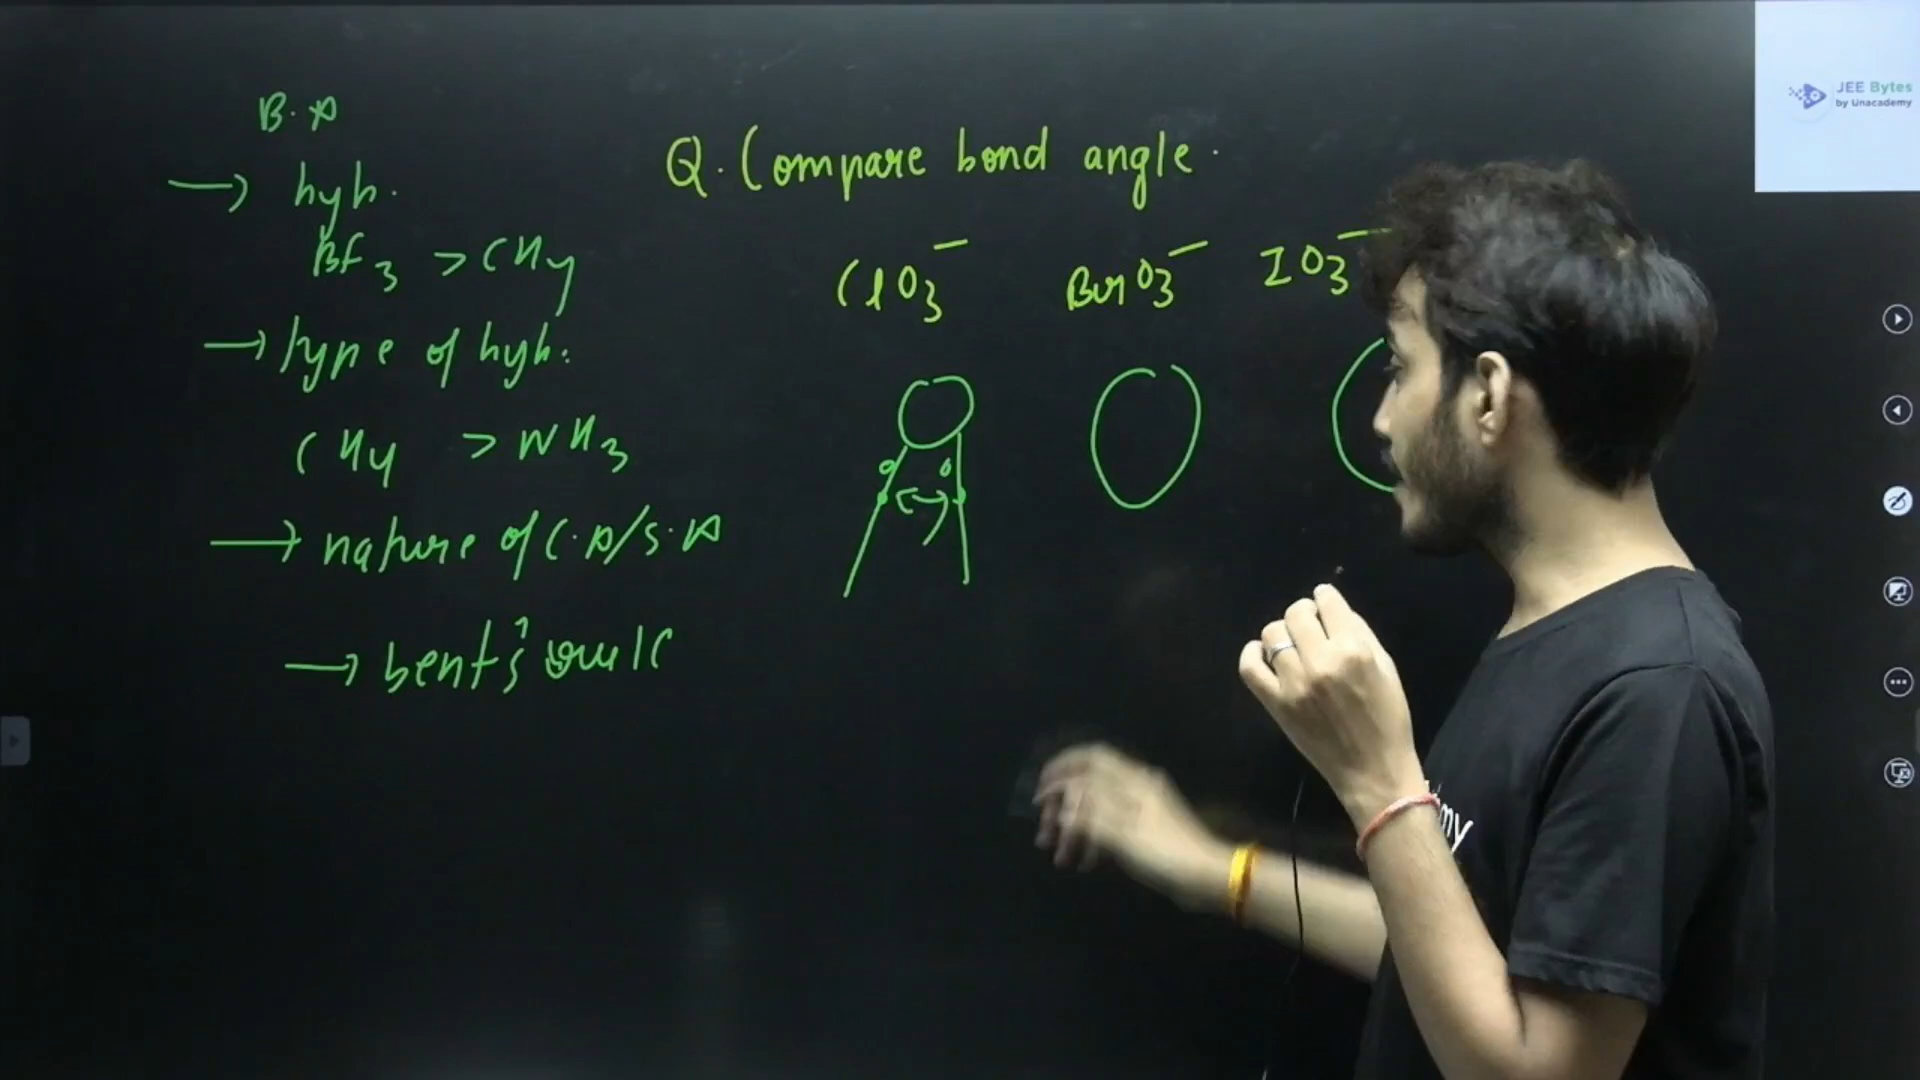 B.A
→ hyb.
BF3 > CH4
→ type of hyb.
CH4 > NH3
→ nature of C.A/S.A
→ bent's rule
Q. Compare bond angle.
ClO3⁻ BrO3⁻ IO3⁻
JEE Bytes
by Unacademy
my